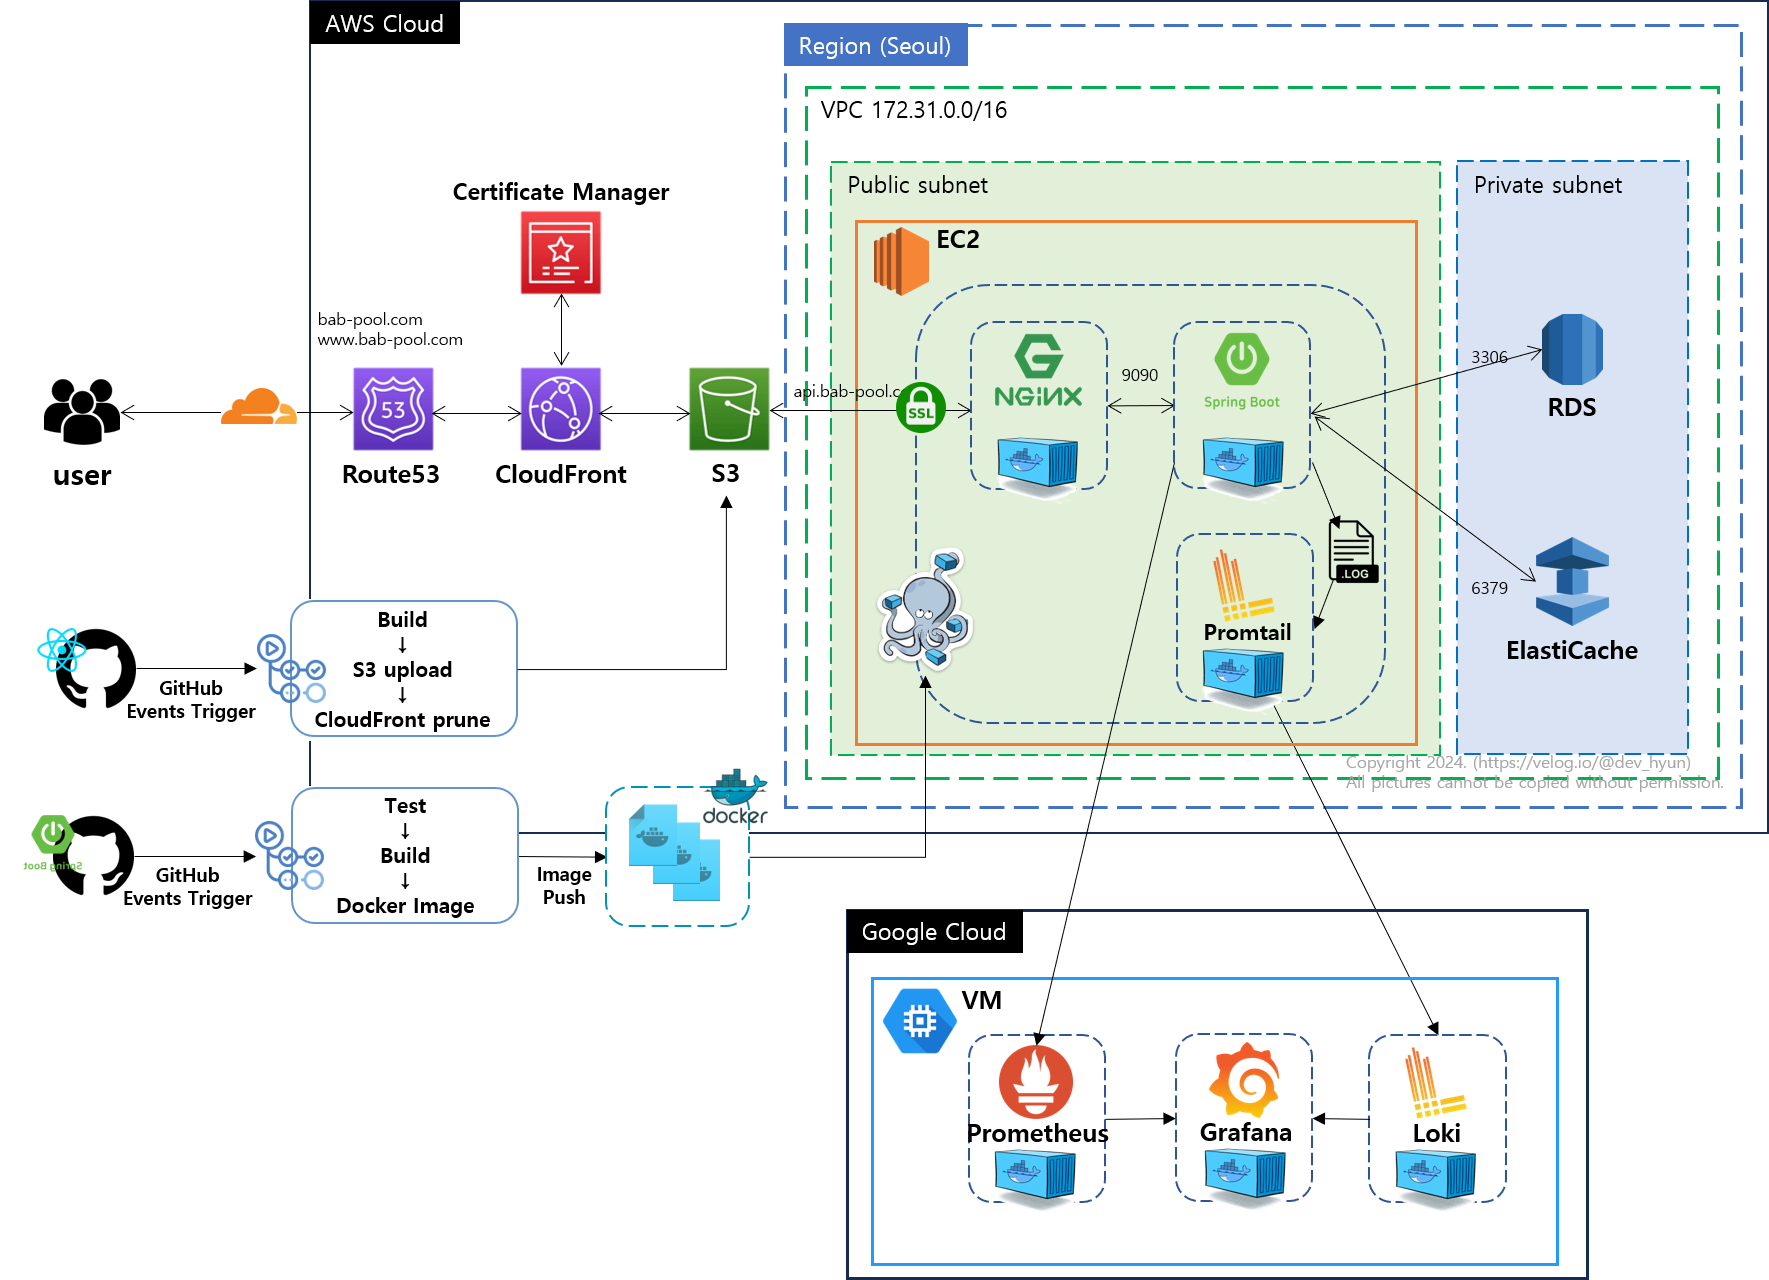 AWS Cloud
Region (Seoul)
VPC 172.31.0.0/16
Public subnet
Private subnet
EC2
Certificate Manager
bab-pool.com
www.bab-pool.com
53
user
Route53
CloudFront
S3
api.bab-pool.c
SSL
NGINX
9090
Spring Boot
3306
RDS
.LOG
Promtail
6379
ElastiCache
GitHub
Events Trigger
Build
↓
S3 upload
↓
CloudFront prune
Copyright 2024. (https://velog.io/@dev_hyun)
All pictures cannot be copied without permission.
Spring Boot
GitHub
Events Trigger
Test
↓
Build
↓
Docker Image
Image
Push
docker
Google Cloud
VM
Prometheus
Grafana
Loki